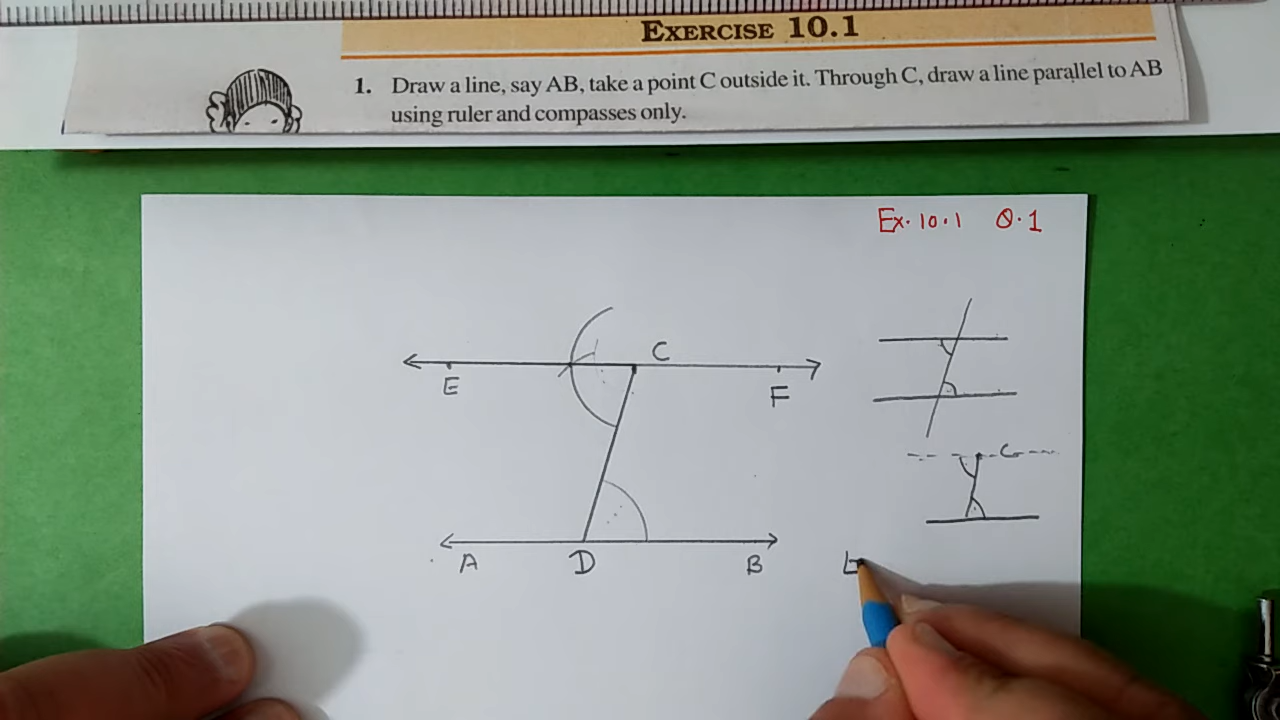 EXERCISE 10.1
1. Draw a line, say AB, take a point C outside it. Through C, draw a line parallel to AB
using ruler and compasses only.
Ex. 10.1 Q.1
C
E F
C
A D B